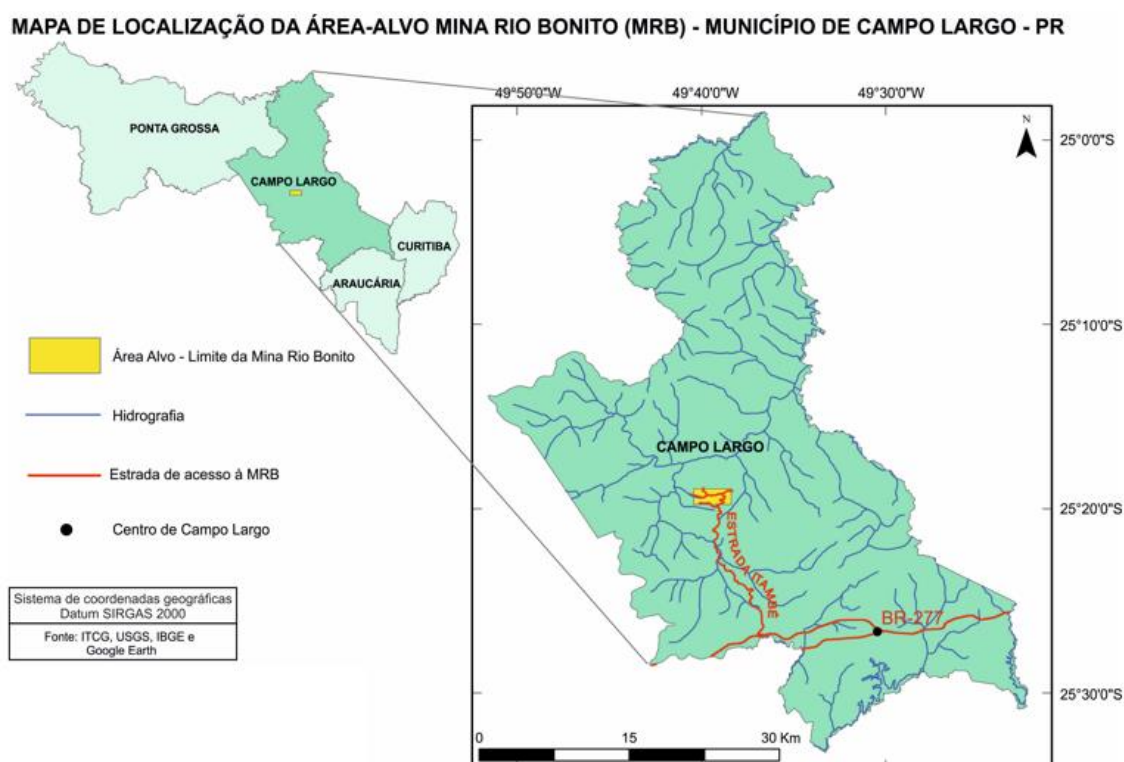 MAPA DE LOCALIZAÇÃO DA ÁREA-ALVO MINA RIO BONITO (MRB) - MUNICÍPIO DE CAMPO LARGO - PR
PONTA GROSSA
CAMPO LARGO
CURITIBA
ARAUCÁRIA
Área Alvo - Limite da Mina Rio Bonito
Hidrografia
Estrada de acesso à MRB
Centro de Campo Largo
Sistema de coordenadas geográficas
Datum SIRGAS 2000
Fonte: ITCG, USGS, IBGE e
Google Earth
49°50'0"W
49°40'0"W
49°30'0"W
N
25°0'0"S
25°10'0"S
25°20'0"S
25°30'0"S
CAMPO LARGO
ESTRADA ITAMBÉ
BR-277
0 15 30 Km